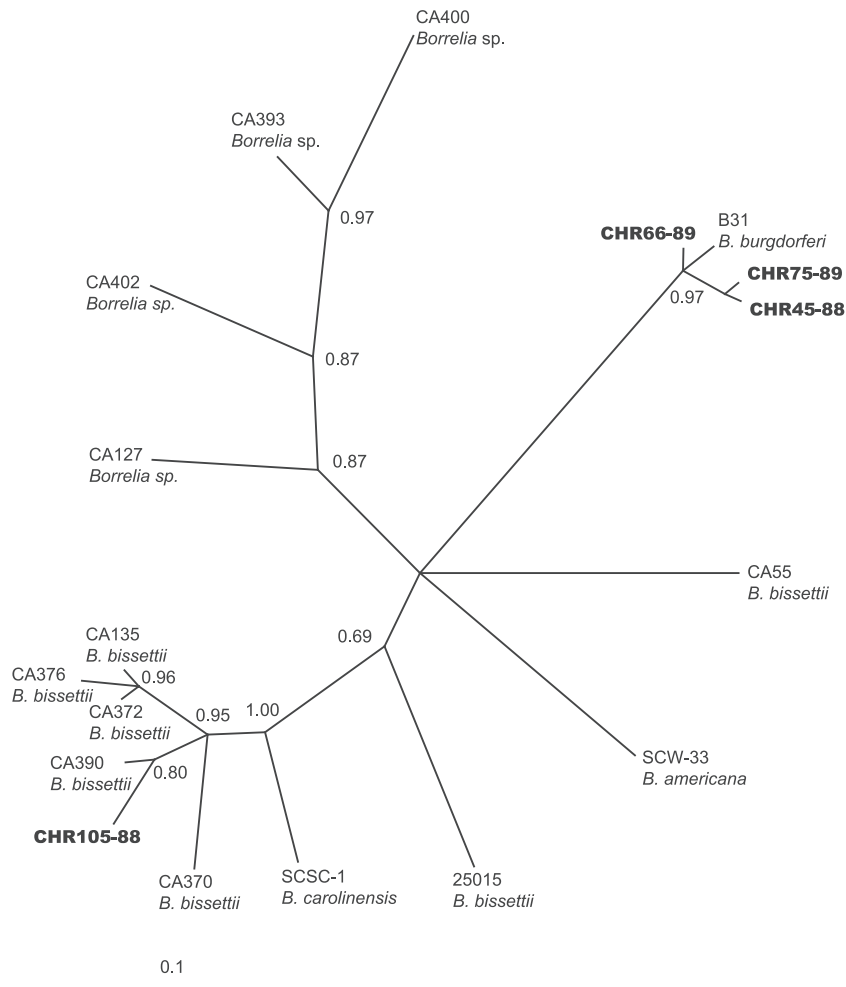 CA400
Borrelia sp.
CA393
Borrelia sp.
0.97
B31
B. burgdorferi
CHR66-89
CHR75-89
0.97
CHR45-88
CA402
Borrelia sp.
0.87
CA127
Borrelia sp.
0.87
CA55
B. bissettii
0.69
CA135
B. bissettii
0.96
CA376
B. bissettii
CA372
B. bissettii
0.95
1.00
CA390
B. bissettii
0.80
CHR105-88
SCW-33
B. americana
CA370
B. bissettii
SCSC-1
B. carolinensis
25015
B. bissettii
0.1